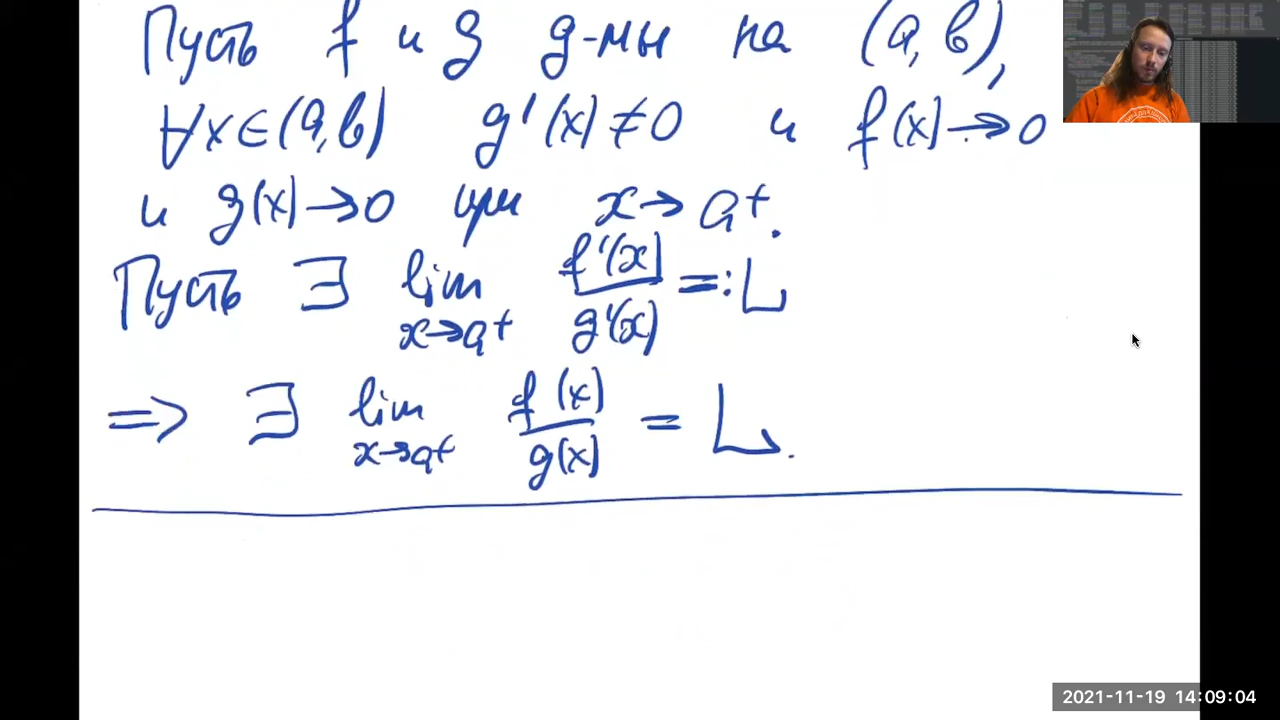 Пусть f и g д-мы на (a, b),
∀x∈(a,b) g'(x)≠0 и f(x)→0
и g(x)→0 при x→a+.
Пусть ∃ lim x→a+ f'(x)/g'(x) =: L
=> ∃ lim x→a+ f(x)/g(x) = L.
2021-11-19 14:09:04